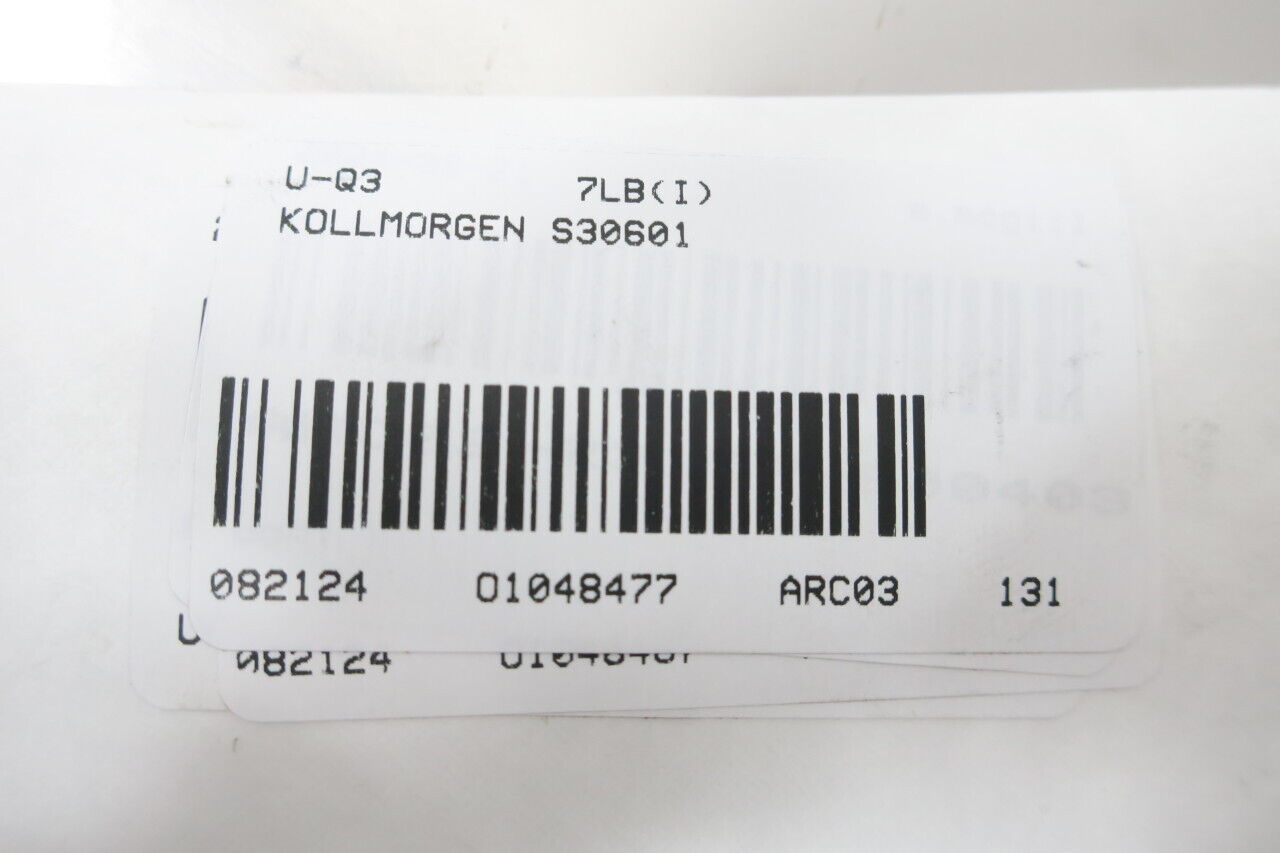 U-Q3 7LB(I)
KOLLMORGEN S30601
082124 01048477 ARC03 131
082124